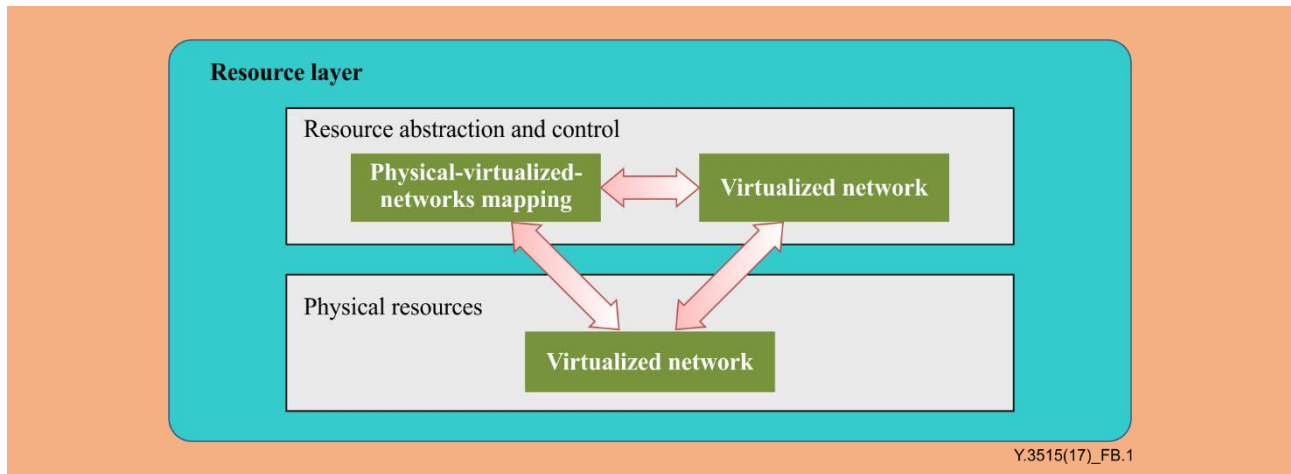 Resource layer
Resource abstraction and control
Physical-virtualized-
networks mapping
Virtualized network
Physical resources
Virtualized network
Y.3515(17)_FB.1